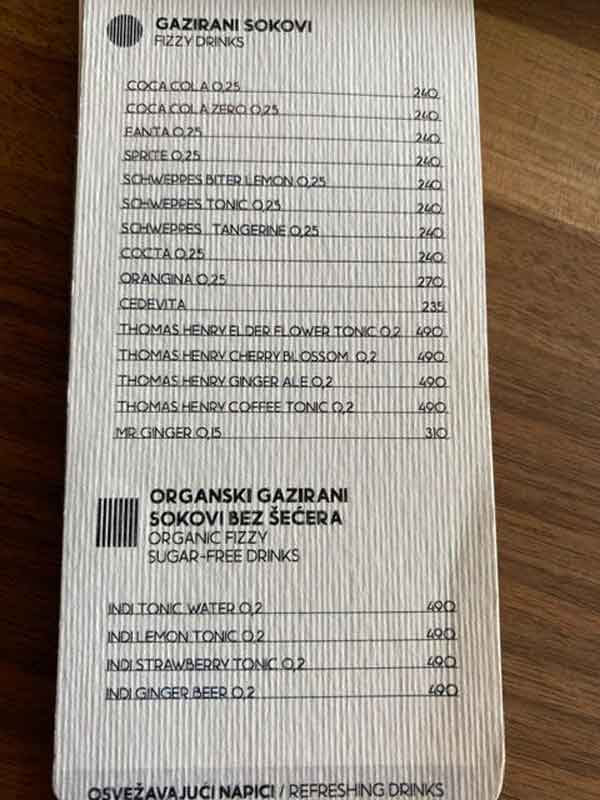 GAZIRANI SOKOVI
FIZZY DRINKS
COCA COLA 0,25 240
COCA COLA ZERO 0,25 240
FANTA 0,25 240
SPRITE 0,25 240
SCHWEPPES BITER LEMON 0,25 240
SCHWEPPES TONIC 0,25 240
SCHWEPPES TANGERINE 0,25 240
COCTA 0,25 240
ORANGINA 0,25 270
CEDEVITA 235
THOMAS HENRY ELDER FLOWER TONIC 0,2 490
THOMAS HENRY CHERRY BLOSSOM 0,2 490
THOMAS HENRY GINGER ALE 0,2 490
THOMAS HENRY COFFEE TONIC 0,2 490
MR GINGER 0,15 310
ORGANSKI GAZIRANI
SOKOVI BEZ ŠEĆERA
ORGANIC FIZZY
SUGAR-FREE DRINKS
INDI TONIC WATER 0,2 490
INDI LEMON TONIC 0,2 490
INDI STRAWBERRY TONIC 0,2 490
INDI GINGER BEER 0,2 490
OSVEŽAVAJUĆI NAPICI / REFRESHING DRINKS